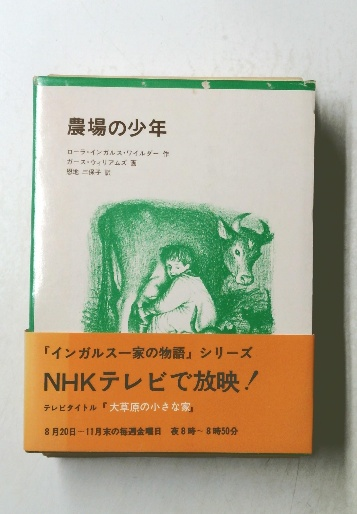 農場の少年
ローラ・インガルス・ワイルダー 作
ガース・ウィリアムズ 画
恩地 三保子 訳
「インガルス一家の物語」シリーズ
NHKテレビで放映!
テレビタイトル『大草原の小さな家』
8月20日−11月末の毎週金曜日 夜8時〜8時50分